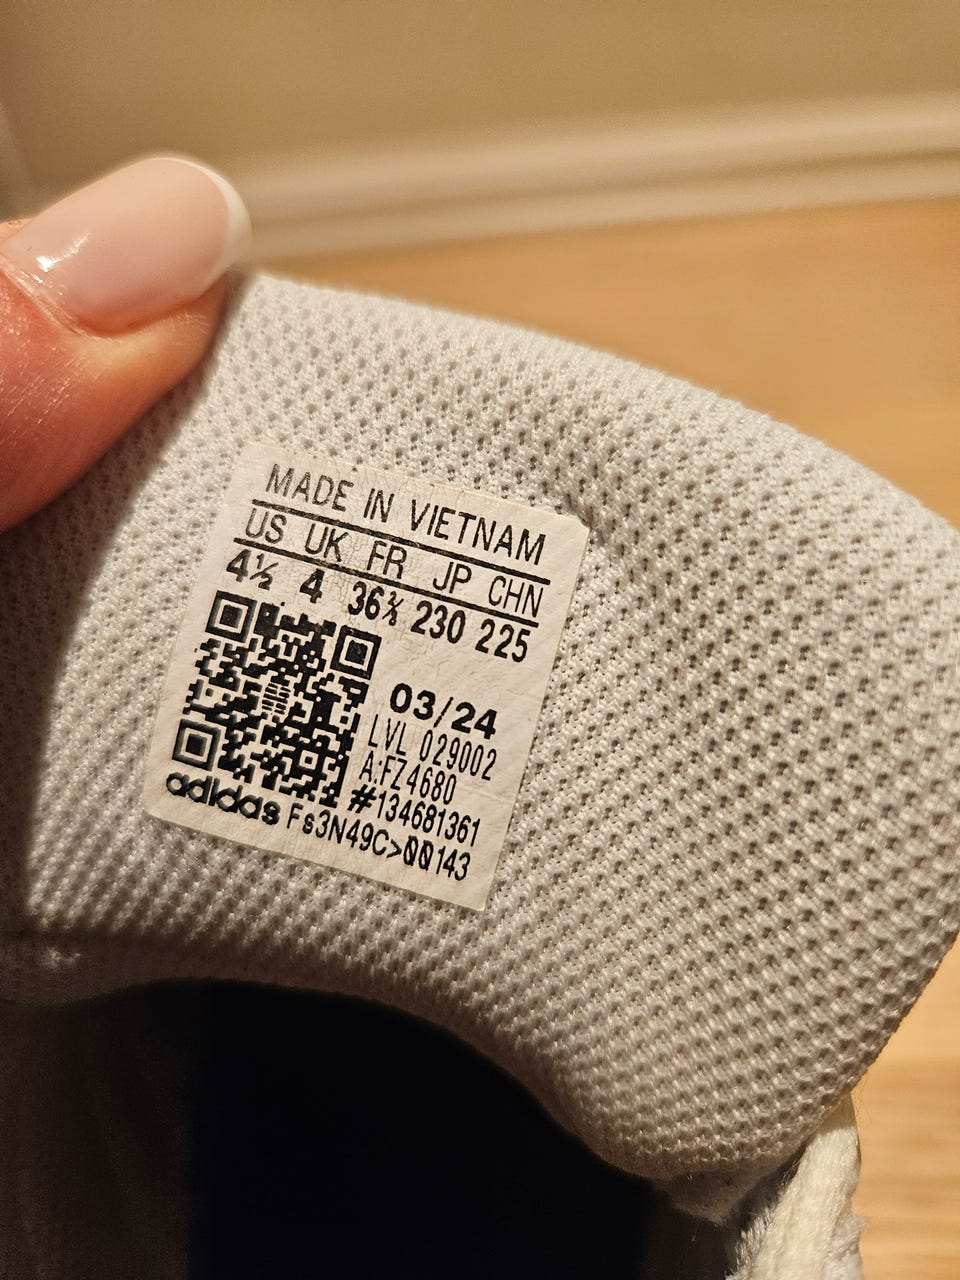 MADE IN VIETNAM
US UK FR JP CHN
4½ 4 36⅔ 230 225
03/24
LVL 029002
A:FZ4680
#134681361
adidas Fs3N49C>00143